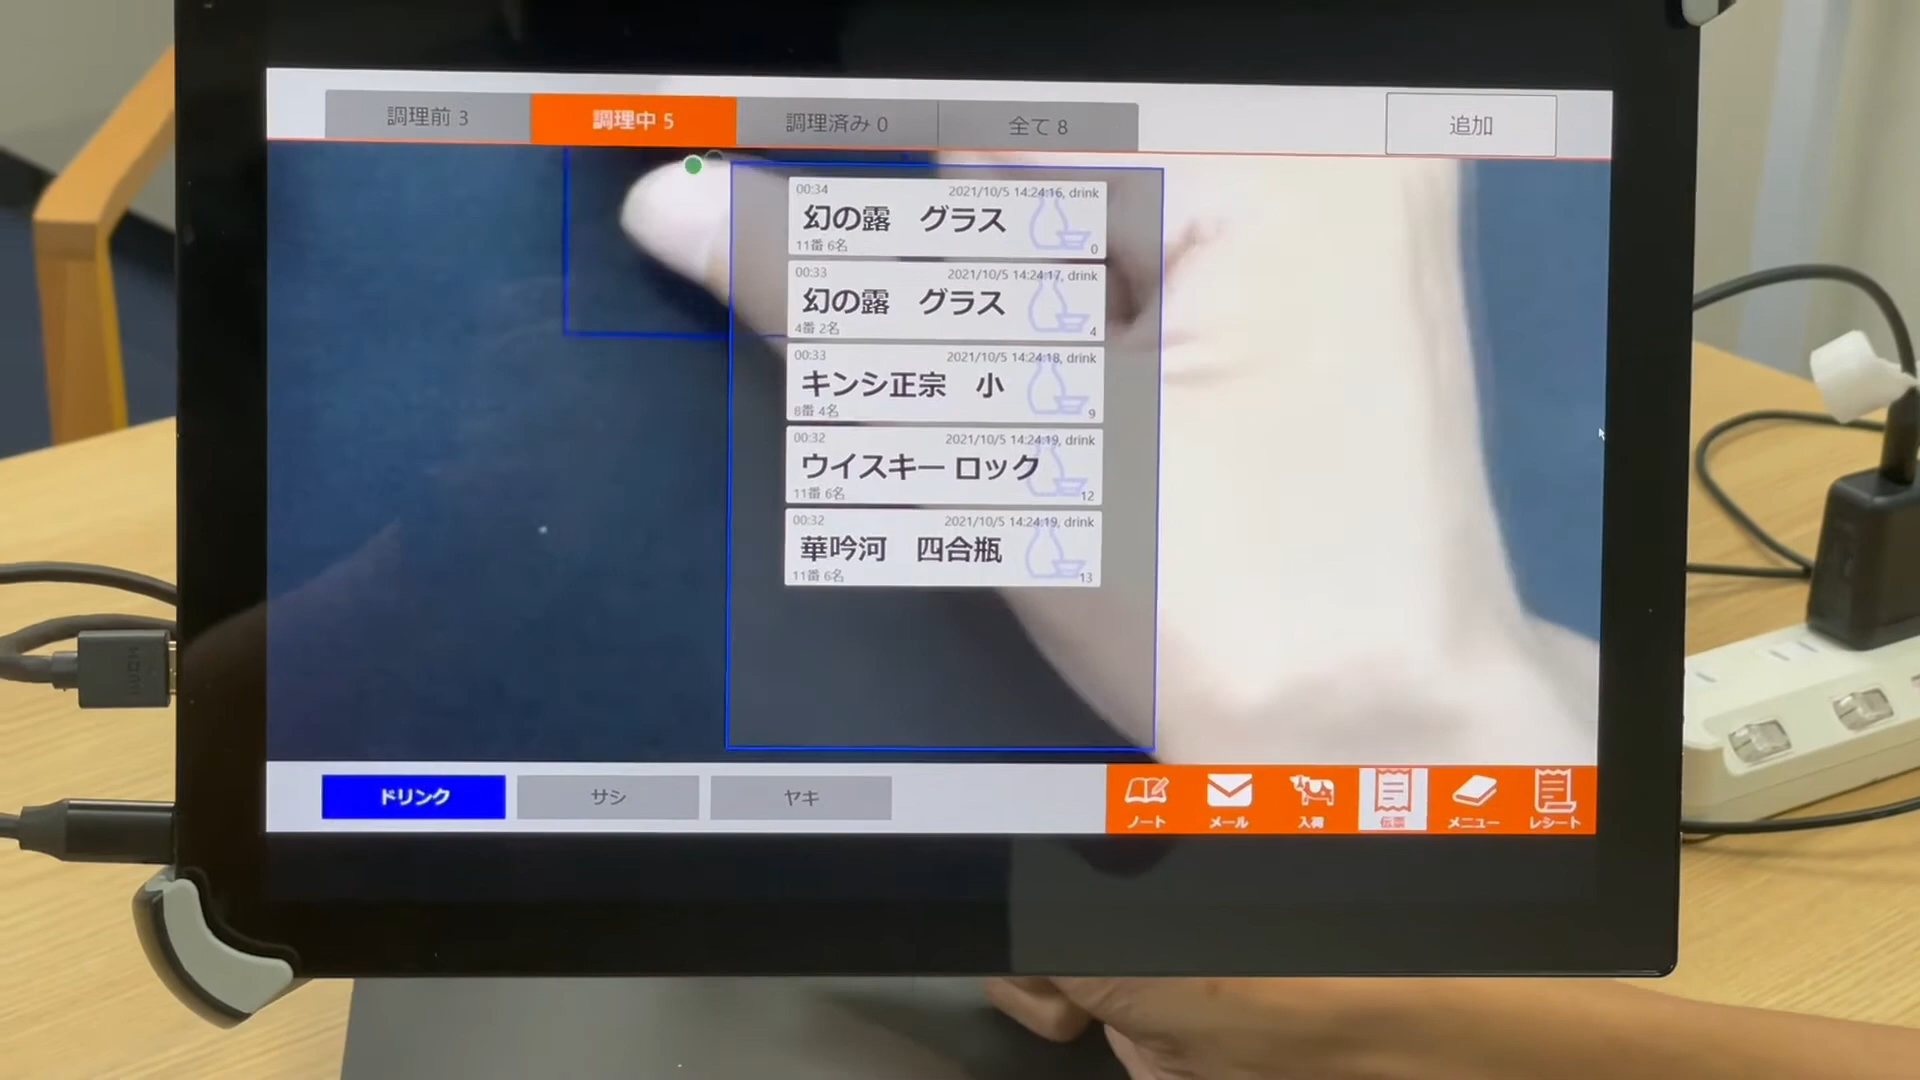 調理前 3
調理中 5
調理済み 0
全て 8
追加
00:34
2021/10/5 14:24:16, drink
幻の露　グラス
11番 6名
0
00:33
2021/10/5 14:24:17, drink
幻の露　グラス
4番 2名
4
00:33
2021/10/5 14:24:18, drink
キンシ正宗　小
8番 4名
9
00:32
2021/10/5 14:24:19, drink
ウイスキー ロック
11番 6名
12
00:32
2021/10/5 14:24:19, drink
華吟河　四合瓶
11番 6名
13
ドリンク
サシ
ヤキ
ノート
メール
入荷
伝票
メニュー
レシート